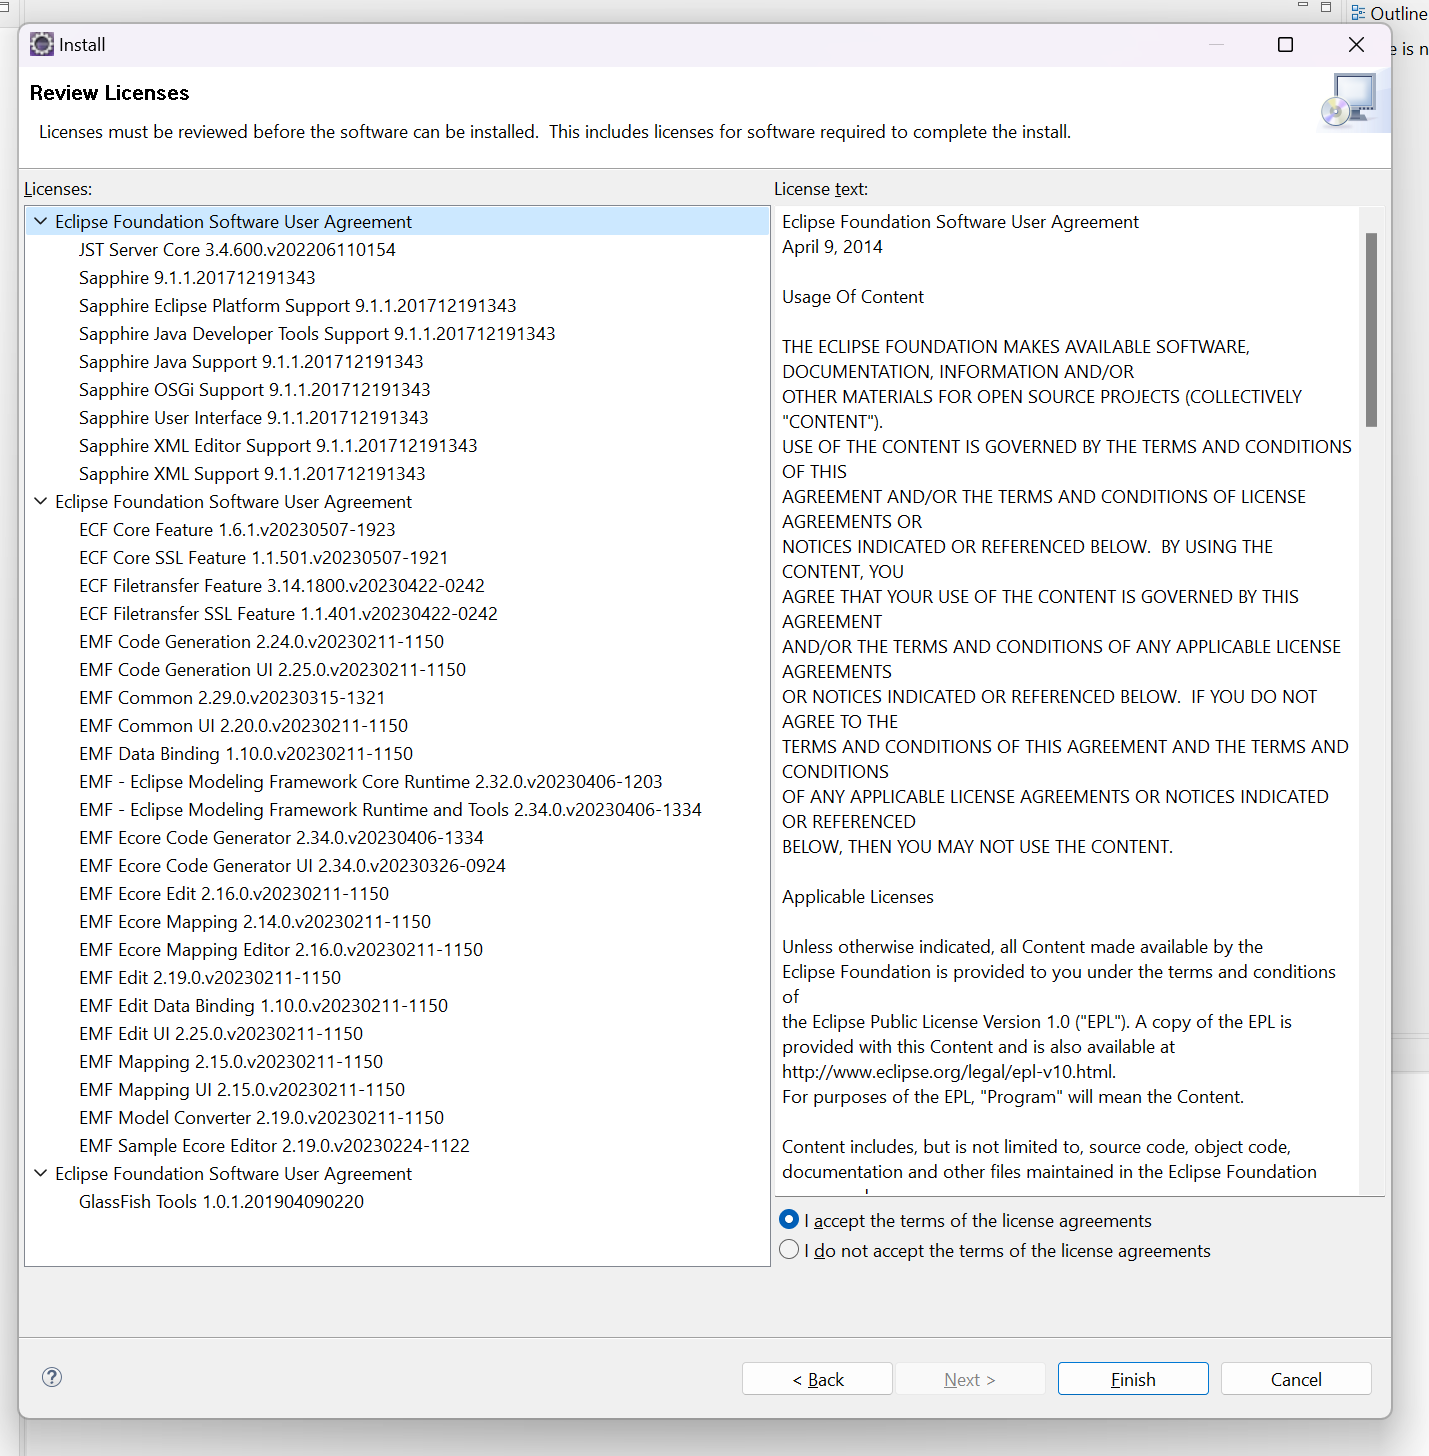 Outline
e is n
Install
Review Licenses
Licenses must be reviewed before the software can be installed.  This includes licenses for software required to complete the install.
Licenses:
Eclipse Foundation Software User Agreement
JST Server Core 3.4.600.v202206110154
Sapphire 9.1.1.201712191343
Sapphire Eclipse Platform Support 9.1.1.201712191343
Sapphire Java Developer Tools Support 9.1.1.201712191343
Sapphire Java Support 9.1.1.201712191343
Sapphire OSGi Support 9.1.1.201712191343
Sapphire User Interface 9.1.1.201712191343
Sapphire XML Editor Support 9.1.1.201712191343
Sapphire XML Support 9.1.1.201712191343
Eclipse Foundation Software User Agreement
ECF Core Feature 1.6.1.v20230507-1923
ECF Core SSL Feature 1.1.501.v20230507-1921
ECF Filetransfer Feature 3.14.1800.v20230422-0242
ECF Filetransfer SSL Feature 1.1.401.v20230422-0242
EMF Code Generation 2.24.0.v20230211-1150
EMF Code Generation UI 2.25.0.v20230211-1150
EMF Common 2.29.0.v20230315-1321
EMF Common UI 2.20.0.v20230211-1150
EMF Data Binding 1.10.0.v20230211-1150
EMF - Eclipse Modeling Framework Core Runtime 2.32.0.v20230406-1203
EMF - Eclipse Modeling Framework Runtime and Tools 2.34.0.v20230406-1334
EMF Ecore Code Generator 2.34.0.v20230406-1334
EMF Ecore Code Generator UI 2.34.0.v20230326-0924
EMF Ecore Edit 2.16.0.v20230211-1150
EMF Ecore Mapping 2.14.0.v20230211-1150
EMF Ecore Mapping Editor 2.16.0.v20230211-1150
EMF Edit 2.19.0.v20230211-1150
EMF Edit Data Binding 1.10.0.v20230211-1150
EMF Edit UI 2.25.0.v20230211-1150
EMF Mapping 2.15.0.v20230211-1150
EMF Mapping UI 2.15.0.v20230211-1150
EMF Model Converter 2.19.0.v20230211-1150
EMF Sample Ecore Editor 2.19.0.v20230224-1122
Eclipse Foundation Software User Agreement
GlassFish Tools 1.0.1.201904090220
License text:
Eclipse Foundation Software User Agreement
April 9, 2014
Usage Of Content
THE ECLIPSE FOUNDATION MAKES AVAILABLE SOFTWARE,
DOCUMENTATION, INFORMATION AND/OR
OTHER MATERIALS FOR OPEN SOURCE PROJECTS (COLLECTIVELY
"CONTENT").
USE OF THE CONTENT IS GOVERNED BY THE TERMS AND CONDITIONS
OF THIS
AGREEMENT AND/OR THE TERMS AND CONDITIONS OF LICENSE
AGREEMENTS OR
NOTICES INDICATED OR REFERENCED BELOW.  BY USING THE
CONTENT, YOU
AGREE THAT YOUR USE OF THE CONTENT IS GOVERNED BY THIS
AGREEMENT
AND/OR THE TERMS AND CONDITIONS OF ANY APPLICABLE LICENSE
AGREEMENTS
OR NOTICES INDICATED OR REFERENCED BELOW.  IF YOU DO NOT
AGREE TO THE
TERMS AND CONDITIONS OF THIS AGREEMENT AND THE TERMS AND
CONDITIONS
OF ANY APPLICABLE LICENSE AGREEMENTS OR NOTICES INDICATED
OR REFERENCED
BELOW, THEN YOU MAY NOT USE THE CONTENT.
Applicable Licenses
Unless otherwise indicated, all Content made available by the
Eclipse Foundation is provided to you under the terms and conditions
of
the Eclipse Public License Version 1.0 ("EPL"). A copy of the EPL is
provided with this Content and is also available at
http://www.eclipse.org/legal/epl-v10.html.
For purposes of the EPL, "Program" will mean the Content.
Content includes, but is not limited to, source code, object code,
documentation and other files maintained in the Eclipse Foundation
I accept the terms of the license agreements
I do not accept the terms of the license agreements
< Back
Next >
Finish
Cancel